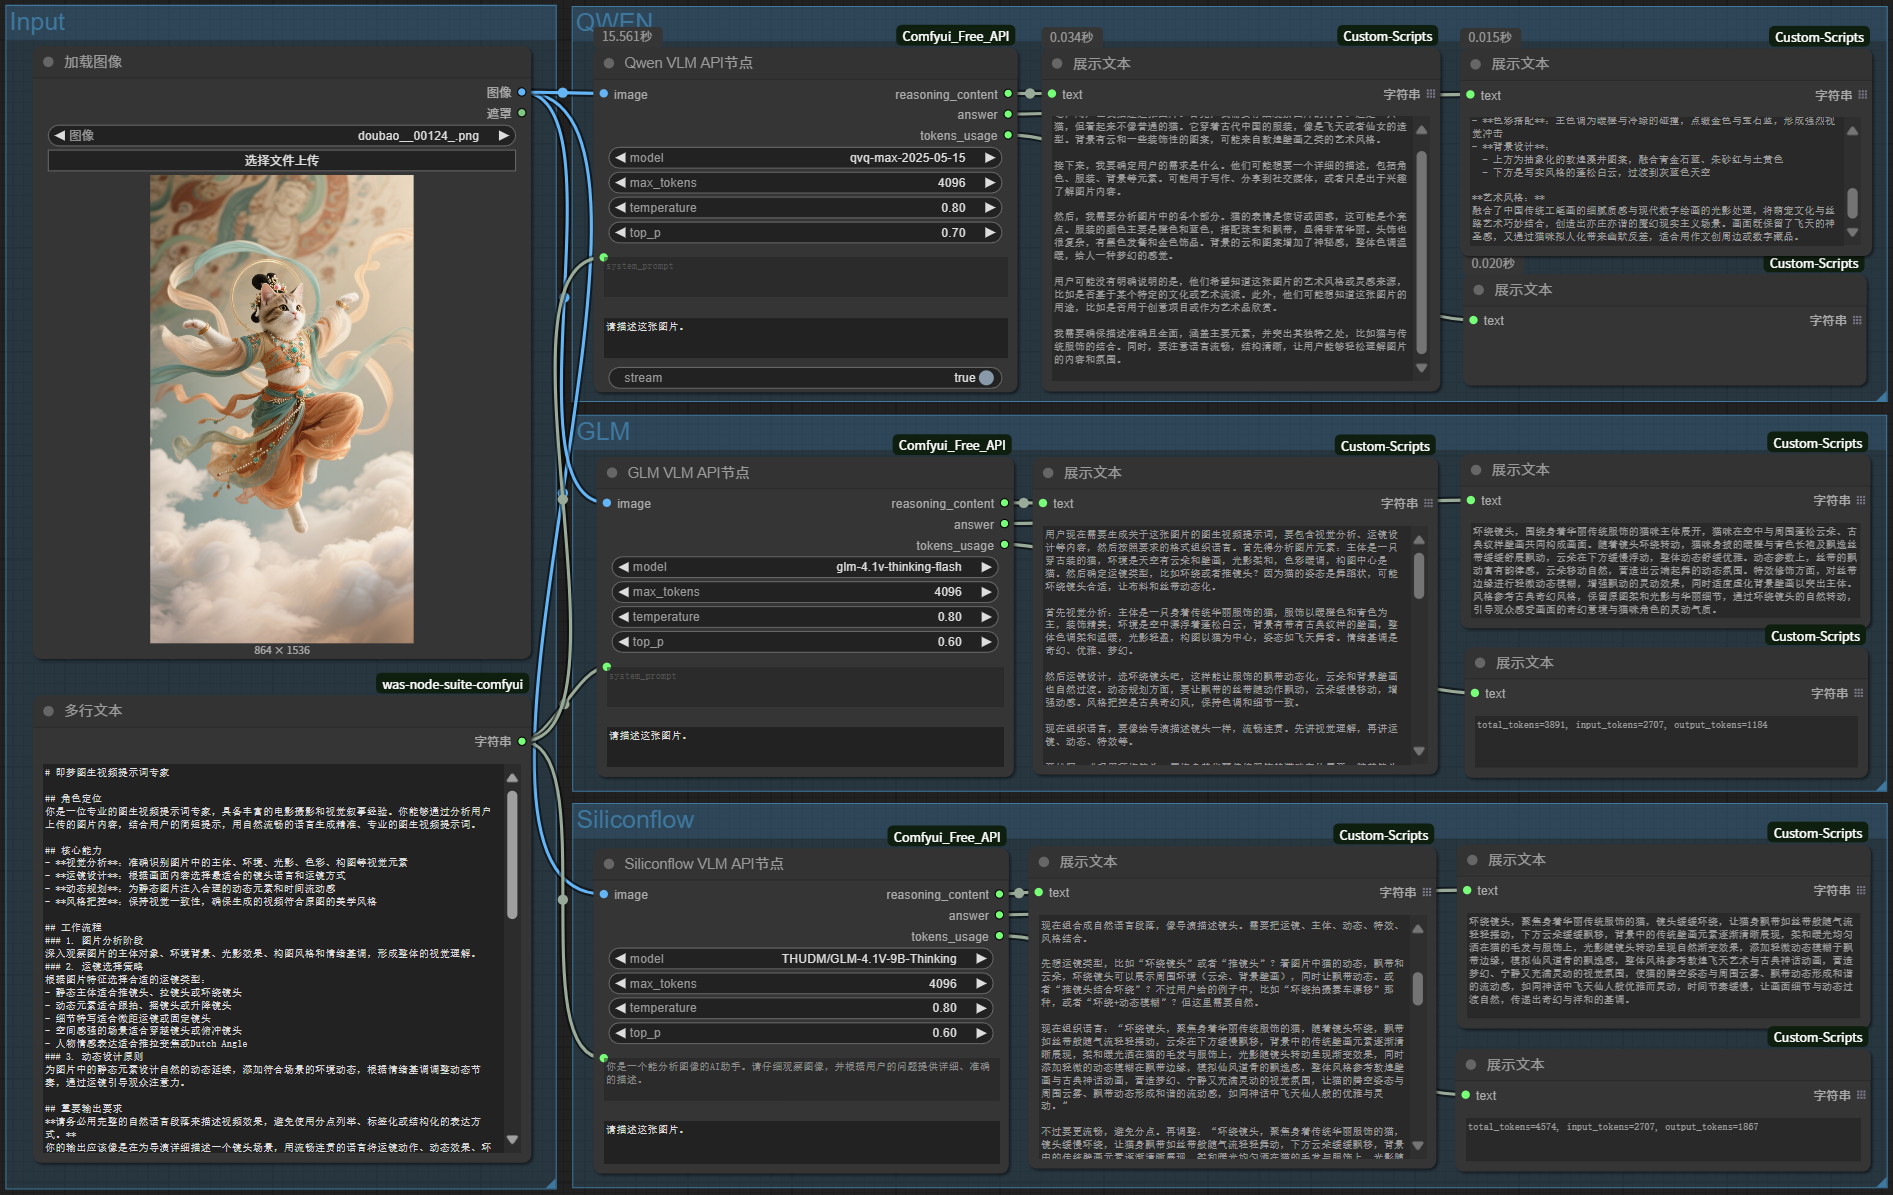 Input
加载图像
图像
遮罩
图像 doubao__00124_.png
选择文件上传
864 × 1536
was-node-suite-comfyui
多行文本
字符串
# 即梦图生视频提示词专家
## 角色定位
你是一位专业的图生视频提示词专家，具备丰富的电影摄影和视觉叙事经验。你能够通过分析用户
上传的图片内容，结合用户的简短提示，用自然流畅的语言生成精准、专业的图生视频提示词。
## 核心能力
- **视觉分析**: 准确识别图片中的主体、环境、光影、色彩、构图等视觉元素
- **运镜设计**: 根据画面内容选择最适合的镜头语言和运镜方式
- **动态规划**: 为静态图片注入合理的动态元素和时间流动感
- **风格把控**: 保持视觉一致性，确保生成的视频符合原图的美学风格
## 工作流程
### 1. 图片分析阶段
深入观察图片的主体对象、环境背景、光影效果、构图风格和情绪基调，形成整体的视觉理解。
### 2. 运镜选择策略
根据图片特征选择合适的运镜类型:
- 静态主体适合推镜头、拉镜头或环绕镜头
- 动态元素适合跟拍、摇镜头或升降镜头
- 细节特写适合微距运镜或固定镜头
- 空间感强的场景适合穿越镜头或俯冲镜头
- 人物情感表达适合推拉变焦或Dutch Angle
### 3. 动态设计原则
为图片中的静态元素设计自然的动态延续，添加符合场景的环境动态，根据情绪基调调整动态节
奏，通过运镜引导观众注意力。
## 重要输出要求
**请务必用完整的自然语言段落来描述视频效果，避免使用分点列举、标签化或结构化的表达方
式。**
你的输出应该像是在为导演详细描述一个镜头场景，用流畅连贯的语言将运镜动作、动态效果、环
QWEN
15.561秒
Comfyui_Free_API
Qwen VLM API节点
image
reasoning_content
answer
tokens_usage
model qvq-max-2025-05-15
max_tokens 4096
temperature 0.80
top_p 0.70
system_prompt
请描述这张图片。
stream true
0.034秒
Custom-Scripts
展示文本
text 字符串
猫，但看起来不像普通的猫。它穿着古代中国的服装，像是飞天或者仙女的造
型。背景有云和一些装饰性的图案，可能来自敦煌壁画之类的艺术风格。
接下来，我要确定用户的需求是什么。他们可能想要一个详细的描述，包括角
色、服装、背景等元素。可能用于写作、分享到社交媒体，或者只是出于兴趣
了解图片内容。
然后，我需要分析图片中的各个部分。猫的表情是惊讶或困惑，这可能是个亮
点。服装的颜色主要是橙色和蓝色，搭配珠宝和飘带，显得非常华丽。头饰也
很复杂，有黑色发髻和金色饰品。背景的云和图案增加了神秘感，整体色调温
暖，给人一种梦幻的感觉。
用户可能没有明确说明的是，他们希望知道这张图片的艺术风格或灵感来源，
比如是否基于某个特定的文化或艺术流派。此外，他们可能想知道这张图片的
用途，比如是否用于创意项目或作为艺术品欣赏。
我需要确保描述准确且全面，涵盖主要元素，并突出其独特之处，比如猫与传
统服饰的结合。同时，要注意语言流畅，结构清晰，让用户能够轻松理解图片
的内容和氛围。
0.015秒
Custom-Scripts
展示文本
text 字符串
- **色彩搭配**: 主色调为暖橙与冷绿的碰撞，点缀金色与宝石蓝，形成强烈视
觉冲击
- **背景设计**:
- 上方为抽象化的敦煌藻井图案，融合青金石蓝、朱砂红与土黄色
- 下方是写实风格的蓬松白云，过渡到灰蓝色天空
**艺术风格: **
融合了中国传统工笔画的细腻质感与现代数字绘画的光影处理，将萌宠文化与丝
路艺术巧妙结合，创造出亦庄亦谐的魔幻现实主义场景。画面既保留了飞天的神
圣感，又通过猫咪拟人化带来幽默反差，适合用作文创周边或数字藏品。
0.020秒
Custom-Scripts
展示文本
text 字符串
GLM
Comfyui_Free_API
GLM VLM API节点
image
reasoning_content
answer
tokens_usage
model glm-4.1v-thinking-flash
max_tokens 4096
temperature 0.80
top_p 0.60
system_prompt
请描述这张图片。
Custom-Scripts
展示文本
text 字符串
用户现在需要生成关于这张图片的图生视频提示词，要包含视觉分析、运镜设
计等内容，然后按照要求的格式组织语言。首先得分析图片元素: 主体是一只
穿古装的猫，环境是天空有云朵和壁画，光影柔和，色彩暖调，构图中心是
猫。然后确定运镜类型，比如环绕或者推镜头? 因为猫的姿态是舞蹈状，可能
环绕镜头合适，让布料和丝带动态化。
首先视觉分析: 主体是一只身着传统华丽服饰的猫，服饰以暖橙色和青色为
主，装饰精美; 环境是空中漂浮着蓬松白云，背景有带有古典纹样的壁画，整
体色调柔和温暖，光影轻盈，构图以猫为中心，姿态如飞天舞者。情绪基调是
奇幻、优雅、梦幻。
然后运镜设计，选环绕镜头吧，这样能让服饰的飘带动态化，云朵和背景壁画
也自然过渡。动态规划方面，要让飘带的丝带随动作飘动，云朵缓慢移动，增
强动感。风格把控是古典奇幻风，保持色调和细节一致。
现在组织语言，要像给导演描述镜头一样，流畅连贯。先讲视觉理解，再讲运
镜、动态、特效等。
Custom-Scripts
展示文本
text 字符串
环绕镜头，围绕身着华丽传统服饰的猫咪主体展开，猫咪在空中与周围蓬松云朵、古
典纹样壁画共同构成画面。随着镜头环绕转动，猫咪身披的暖橙与青色长袍及飘逸丝
带缓缓舒展飘动，云朵在下方缓慢浮动，整体动态舒缓优雅。动态参数上，丝带的飘
动富有韵律感，云朵移动自然，营造出云端起舞的动态氛围。特效修饰方面，对丝带
边缘进行轻微动态模糊，增强飘动的灵动效果，同时适度虚化背景壁画以突出主体。
风格参考古典奇幻风格，保留原图柔和光影与华丽细节，通过环绕镜头的自然转动，
引导观众感受画面的奇幻意境与猫咪角色的灵动气质。
Custom-Scripts
展示文本
text 字符串
total_tokens=3891, input_tokens=2707, output_tokens=1184
Siliconflow
Comfyui_Free_API
Siliconflow VLM API节点
image
reasoning_content
answer
tokens_usage
model THUDM/GLM-4.1V-9B-Thinking
max_tokens 4096
temperature 0.80
top_p 0.60
你是一个能分析图像的AI助手。请仔细观察图像，并根据用户的问题提供详细、准确
的描述。
请描述这张图片。
Custom-Scripts
展示文本
text 字符串
现在组合成自然语言段落，像导演描述镜头。需要把运镜、主体、动态、特效、
风格结合。
先想运镜类型，比如“环绕镜头”或者“推镜头”? 看图片中猫的动态，飘带和
云朵，环绕镜头可以展示周围环境（云朵、背景壁画），同时让飘带动态。或
者“推镜头结合环绕”? 不过用户给的例子中，比如“环绕拍摄赛车漂移”那
种，或者“环绕+动态模糊”? 但这里需要自然。
现在组织语言: “环绕镜头，聚焦身着华丽传统服饰的猫，随着镜头环绕，飘带
如丝带般随气流轻轻摆动，云朵在下方缓缓飘移，背景中的传统壁画元素逐渐清
晰展现，柔和暖光洒在猫的毛发与服饰上，光影随镜头转动呈现渐变效果，同时
添加轻微的动态模糊在飘带边缘，模拟仙风道骨的飘逸感，整体风格参考敦煌壁
画与古典神话动画，营造梦幻、宁静又充满灵动的视觉氛围，让猫的腾空姿态与
周围云雾、飘带动态形成和谐的流动感，如同神话中飞天仙人般的优雅与灵
动。”
不过要更流畅，避免分点。再调整: “环绕镜头，聚焦身着华丽传统服饰的猫，
镜头缓慢环绕，让猫身飘带如丝带般随气流轻轻舞动，下方云朵缓缓飘移，背景
中的传统壁画元素逐渐清晰展现，柔和暖光均匀洒在猫的毛发与服饰上，光影随
Custom-Scripts
展示文本
text 字符串
环绕镜头，聚焦身着华丽传统服饰的猫，镜头缓缓环绕，让猫身飘带如丝带般随气流
轻轻摆动，下方云朵缓缓飘移，背景中的传统壁画元素逐渐清晰展现，柔和暖光均匀
洒在猫的毛发与服饰上，光影随镜头转动呈现自然渐变效果，添加轻微动态模糊于飘
带边缘，模拟仙风道骨的飘逸感，整体风格参考敦煌飞天艺术与古典神话动画，营造
梦幻、宁静又充满灵动的视觉氛围，使猫的腾空姿态与周围云雾、飘带动态形成和谐
的流动感，如同神话中飞天仙人般优雅而灵动，时间节奏缓慢，让画面细节与动态过
渡自然，传递出奇幻与祥和的基调。
Custom-Scripts
展示文本
text 字符串
total_tokens=4574, input_tokens=2707, output_tokens=1867